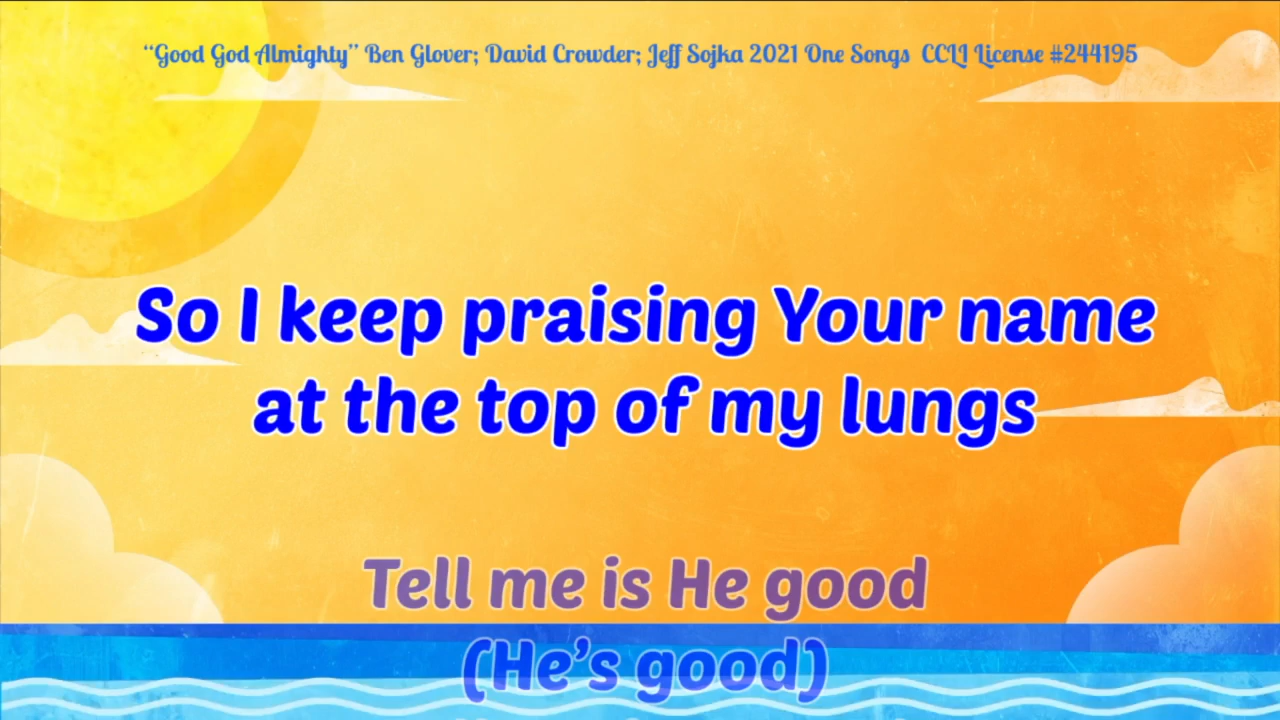 “Good God Almighty” Ben Glover; David Crowder; Jeff Sojka 2021 One Songs  CCLI License #244195
So I keep praising Your name
at the top of my lungs
Tell me is He good
(He’s good)